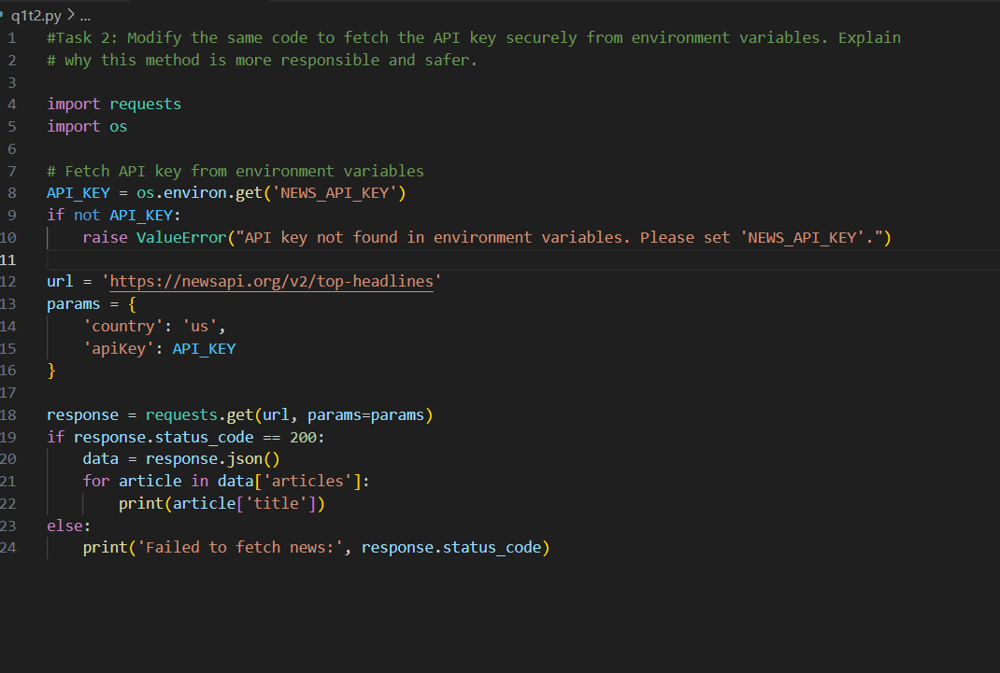 q1t2.py > ...
1 #Task 2: Modify the same code to fetch the API key securely from environment variables. Explain
2 # why this method is more responsible and safer.
3
4 import requests
5 import os
6
7 # Fetch API key from environment variables
8 API_KEY = os.environ.get('NEWS_API_KEY')
9 if not API_KEY:
10     raise ValueError("API key not found in environment variables. Please set 'NEWS_API_KEY'.")
11
12 url = 'https://newsapi.org/v2/top-headlines'
13 params = {
14     'country': 'us',
15     'apiKey': API_KEY
16 }
17
18 response = requests.get(url, params=params)
19 if response.status_code == 200:
20     data = response.json()
21     for article in data['articles']:
22         print(article['title'])
23 else:
24     print('Failed to fetch news:', response.status_code)